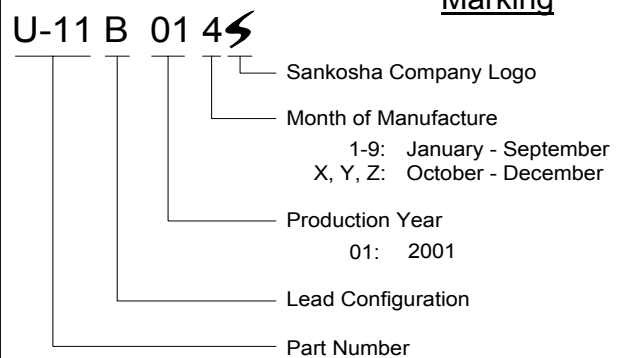 Marking
U-11 B 01 4
Sankosha Company Logo
Month of Manufacture
1-9: January - September
X, Y, Z: October - December
Production Year
01: 2001
Lead Configuration
Part Number